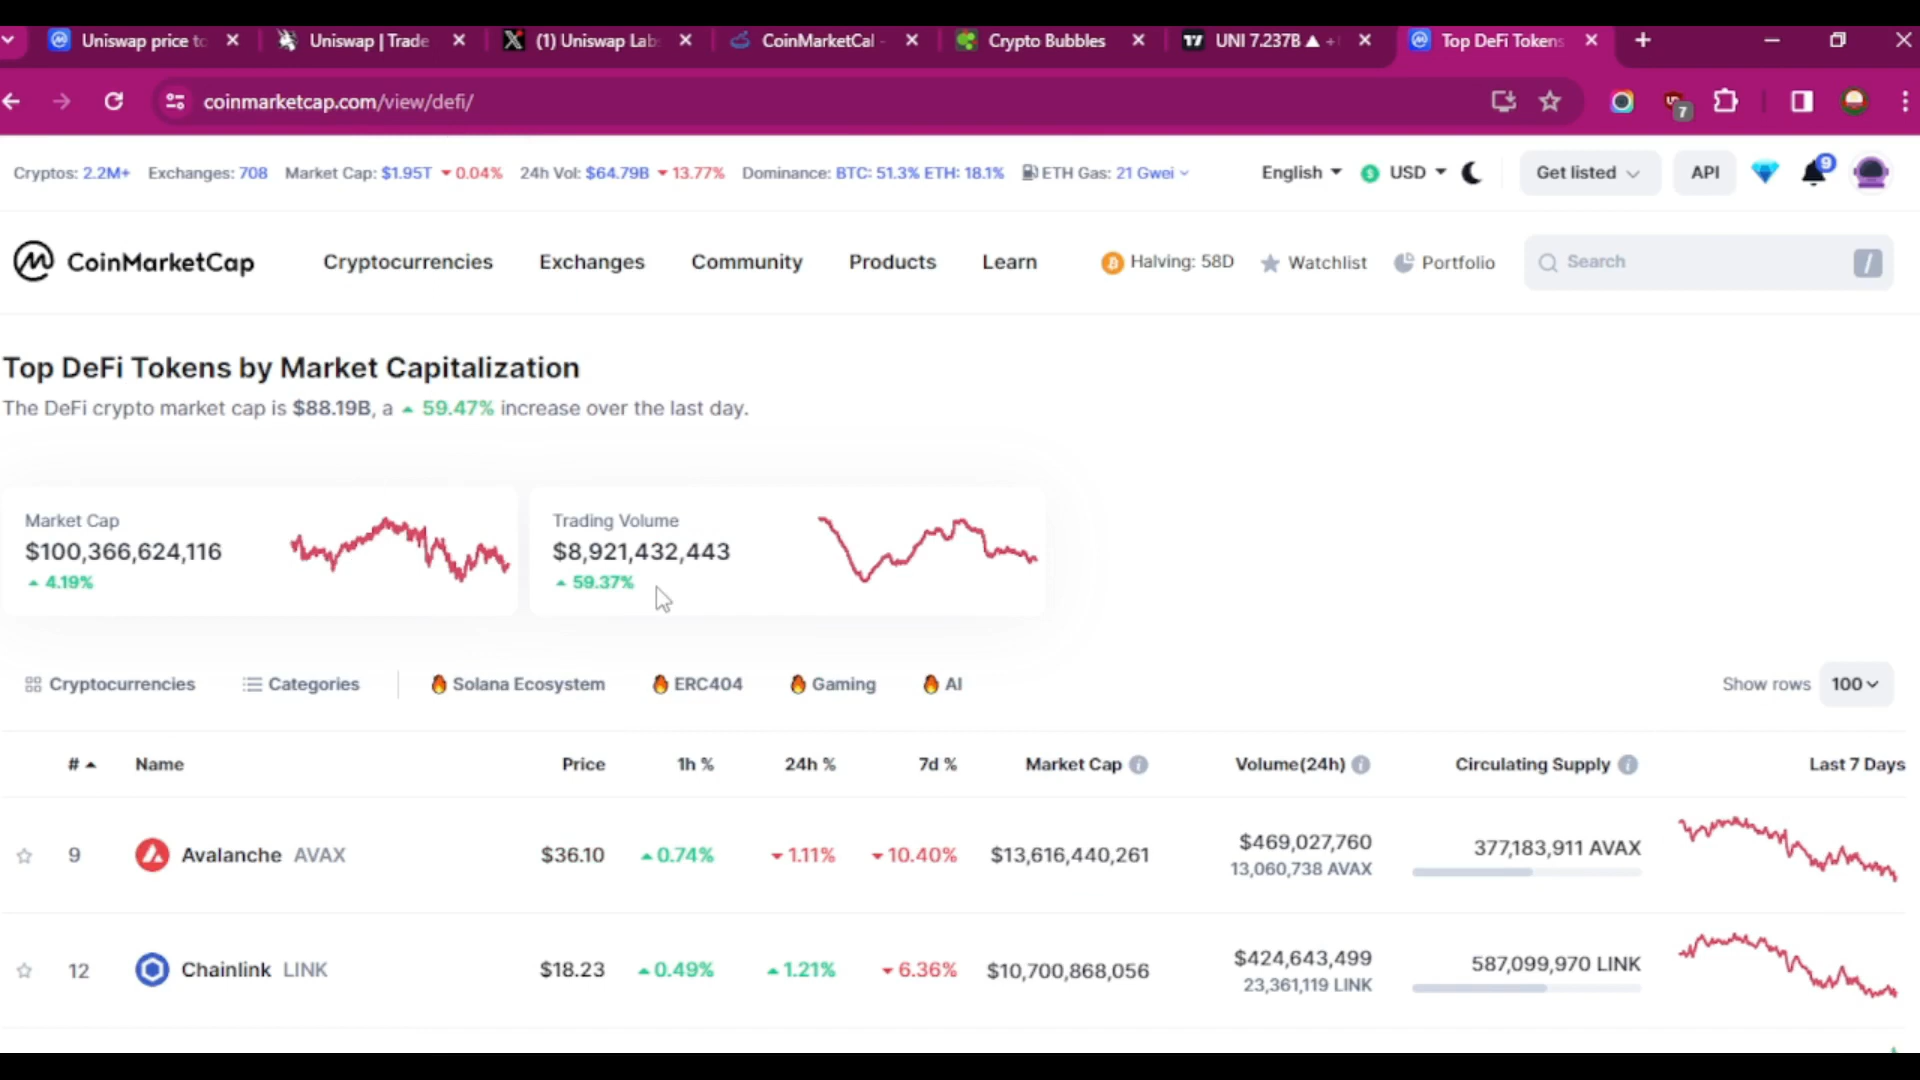 Uniswap price to
Uniswap | Trade
(1) Uniswap Lab
CoinMarketCal -
Crypto Bubbles
UNI 7.237B ▲ +
Top DeFi Tokens
coinmarketcap.com/view/defi/
7
Cryptos: 2.2M+ Exchanges: 708 Market Cap: $1.95T 0.04% 24h Vol: $64.79B 13.77% Dominance: BTC: 51.3% ETH: 18.1% ETH Gas: 21 Gwei
English USD Get listed API 9
CoinMarketCap
Cryptocurrencies Exchanges Community Products Learn
Halving: 58D Watchlist Portfolio Search /
Top DeFi Tokens by Market Capitalization
The DeFi crypto market cap is $88.19B, a ▲ 59.47% increase over the last day.
Market Cap
$100,366,624,116
▲ 4.19%
Trading Volume
$8,921,432,443
▲ 59.37%
Cryptocurrencies Categories Solana Ecosystem ERC404 Gaming AI
Show rows 100
# Name Price 1h % 24h % 7d % Market Cap Volume(24h) Circulating Supply Last 7 Days
9 Avalanche AVAX $36.10 ▲0.74% ▼1.11% ▼10.40% $13,616,440,261 $469,027,760 377,183,911 AVAX
13,060,738 AVAX
12 Chainlink LINK $18.23 ▲0.49% ▲1.21% ▼6.36% $10,700,868,056 $424,643,499 587,099,970 LINK
23,361,119 LINK